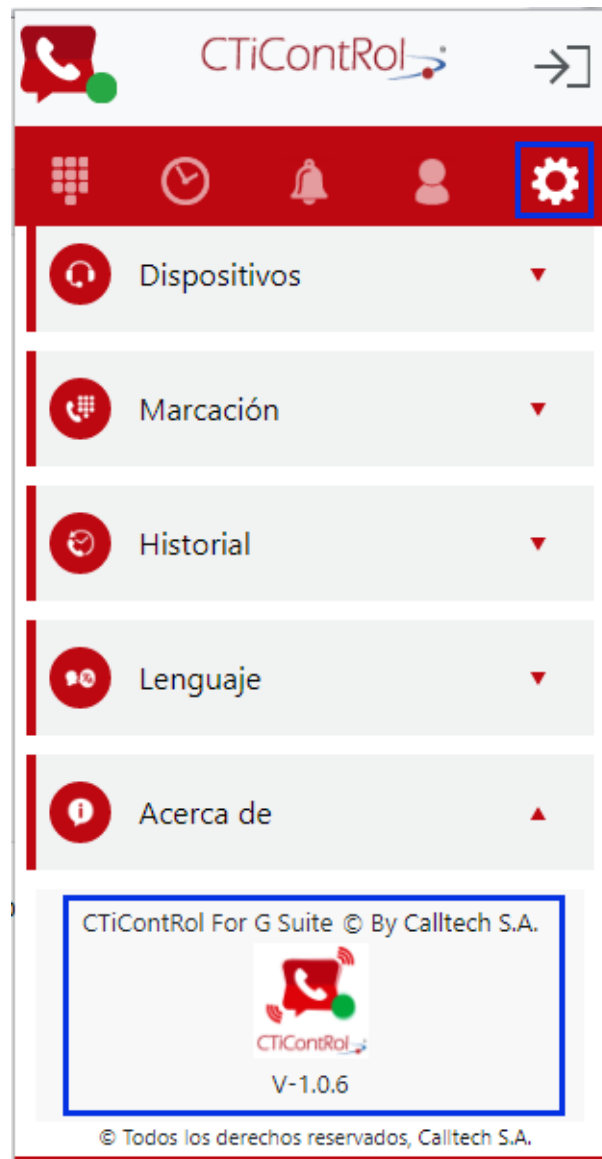 CTiContRol
Dispositivos
Marcación
Historial
Lenguaje
Acerca de
CTiContRol For G Suite © By Calltech S.A.
CTiContRol
V-1.0.6
© Todos los derechos reservados, Calltech S.A.